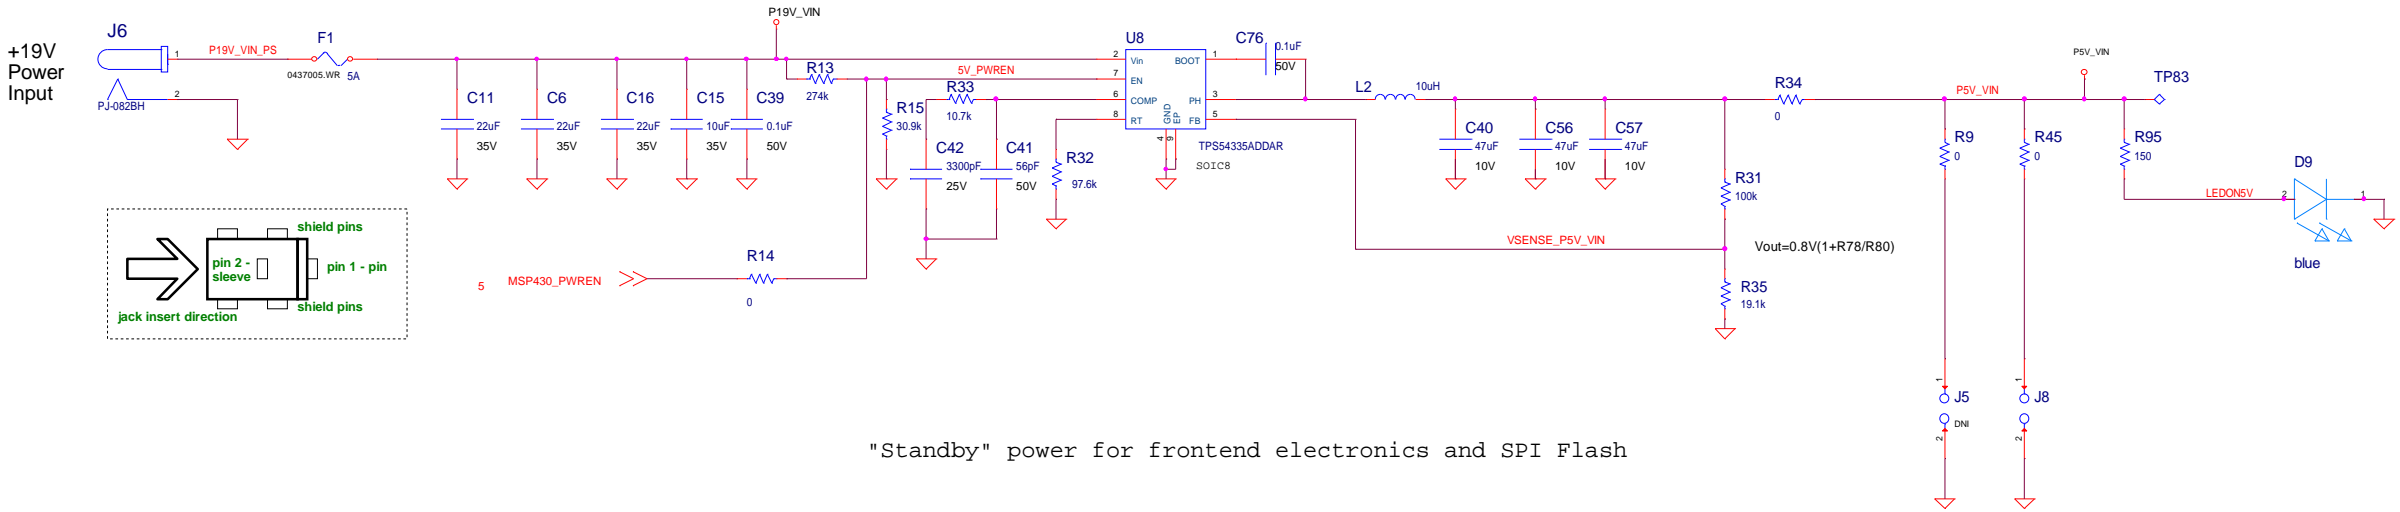 +19V
Power
Input
J6
1
2
PJ-082BH
P19V_VIN_PS
F1
0437005.WR
5A
P19V_VIN
C11
22uF
35V
C6
22uF
35V
C16
22uF
35V
C15
10uF
35V
C39
0.1uF
50V
R13
274k
R15
30.9k
5V_PWREN
R33
10.7k
C42
3300pF
25V
C41
56pF
50V
R32
97.6k
U8
2
Vin
BOOT
1
7
EN
6
COMP
PH
3
8
RT
GND
EP
FB
5
4
9
TPS54335ADDAR
SOIC8
C76
0.1uF
50V
L2
10uH
C40
47uF
10V
C56
47uF
10V
C57
47uF
10V
R34
0
R31
100k
VSENSE_P5V_VIN
Vout=0.8V(1+R78/R80)
R35
19.1k
P5V_VIN
P5V_VIN
TP83
R9
0
R45
0
R95
150
LEDON5V
D9
2
1
blue
5
MSP430_PWREN
R14
0
shield pins
pin 2 -
sleeve
pin 1 - pin
shield pins
jack insert direction
1
J5
DNI
2
1
J8
2
"Standby" power for frontend electronics and SPI Flash